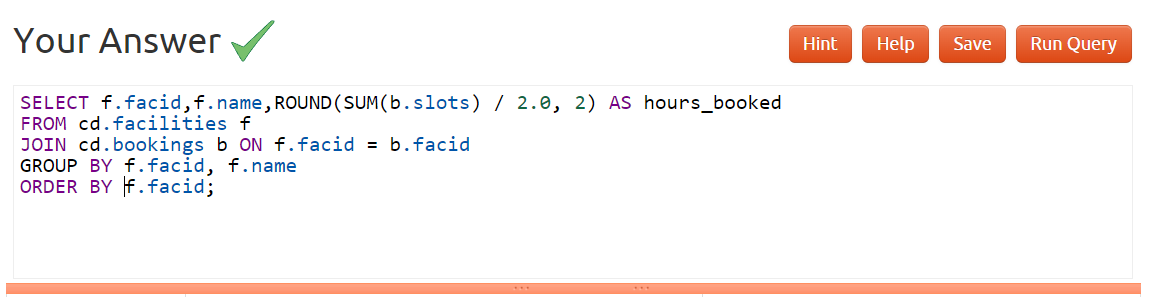 Your Answer
Hint Help Save Run Query
SELECT f.facid,f.name,ROUND(SUM(b.slots) / 2.0, 2) AS hours_booked
FROM cd.facilities f
JOIN cd.bookings b ON f.facid = b.facid
GROUP BY f.facid, f.name
ORDER BY f.facid;